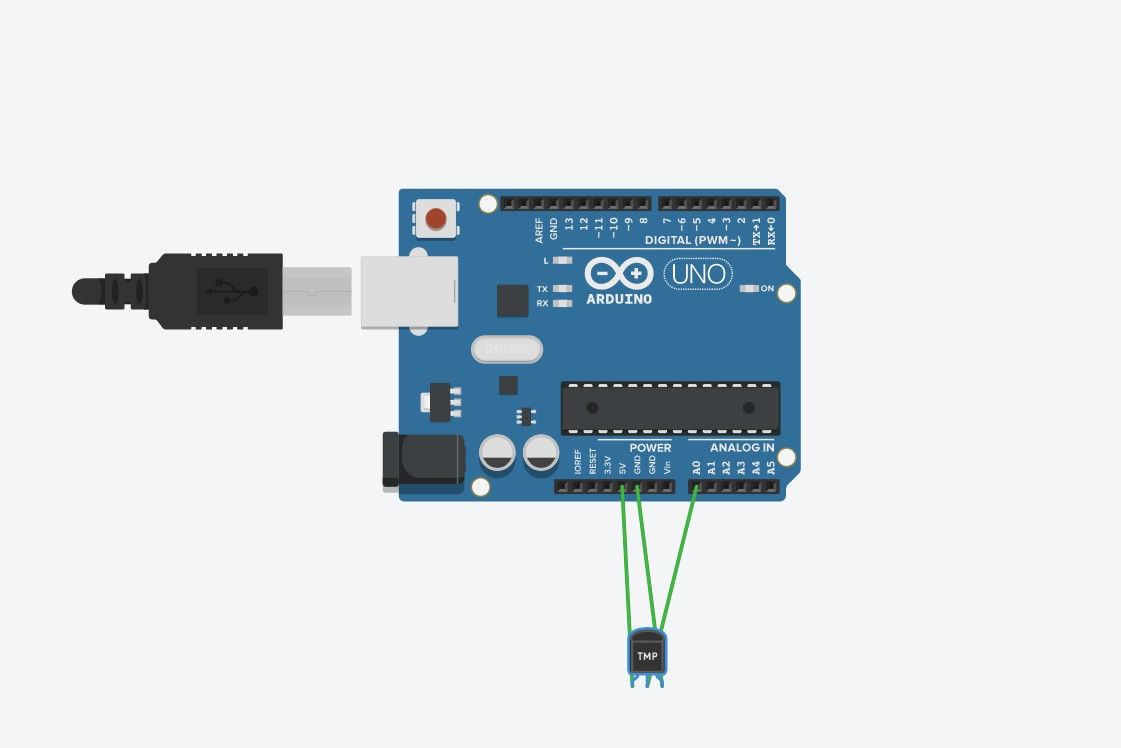 AREF
GND
13
12
~11
~10
~9
8
7
~6
~5
4
~3
2
TX→1
RX←0
DIGITAL (PWM~)
L
TX
RX
ARDUINO
UNO
ON
POWER
ANALOG IN
IOREF
RESET
3.3V
5V
GND
GND
Vin
A0
A1
A2
A3
A4
A5
TMP